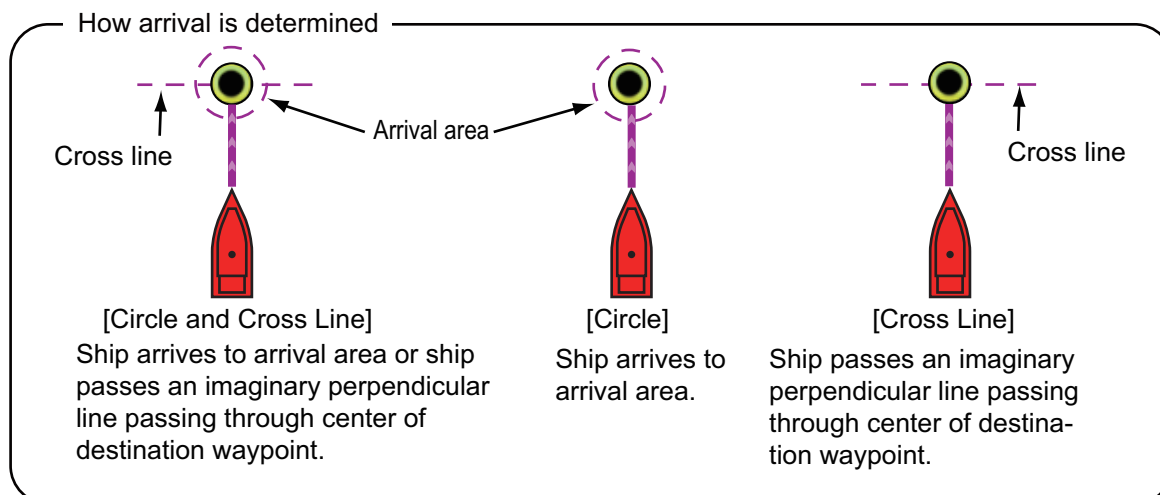 How arrival is determined
Arrival area
Cross line
Cross line
[Circle and Cross Line]
Ship arrives to arrival area or ship
passes an imaginary perpendicular
line passing through center of
destination waypoint.
[Circle]
Ship arrives to
arrival area.
[Cross Line]
Ship passes an imaginary
perpendicular line passing
through center of destina-
tion waypoint.